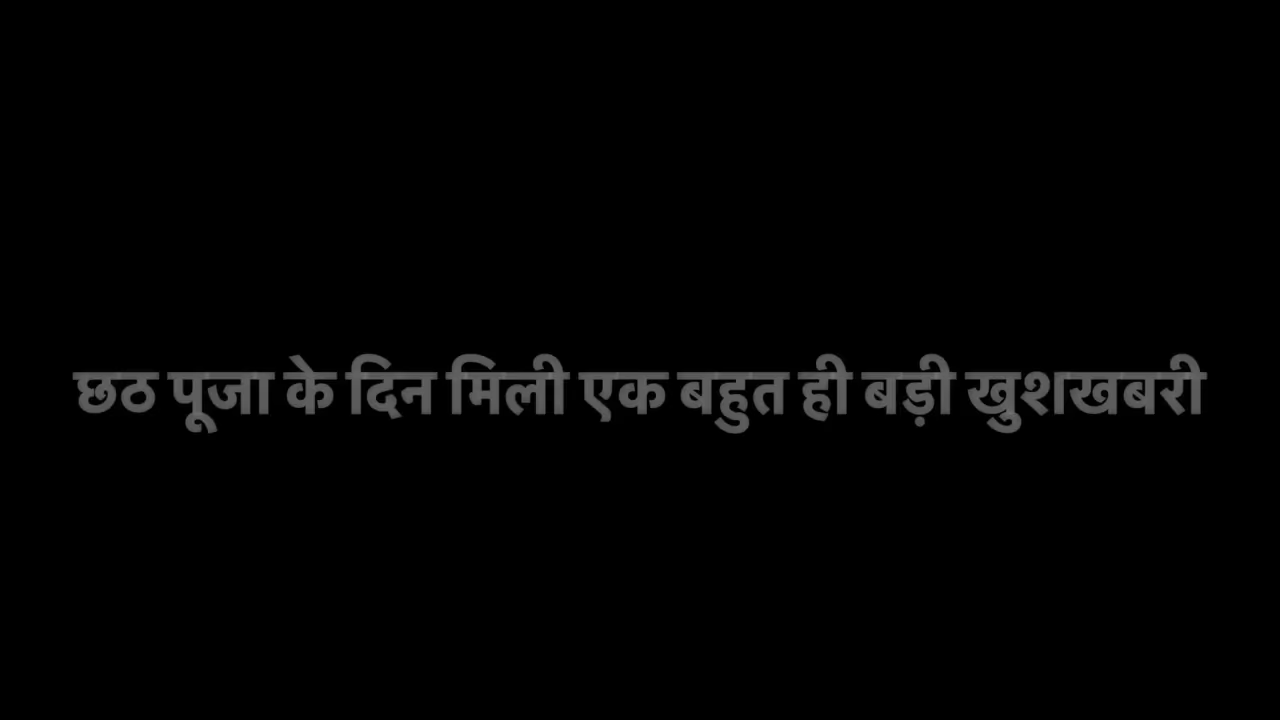 छठ पूजा के दिन मिली एक बहुत ही बड़ी खुशखबरी